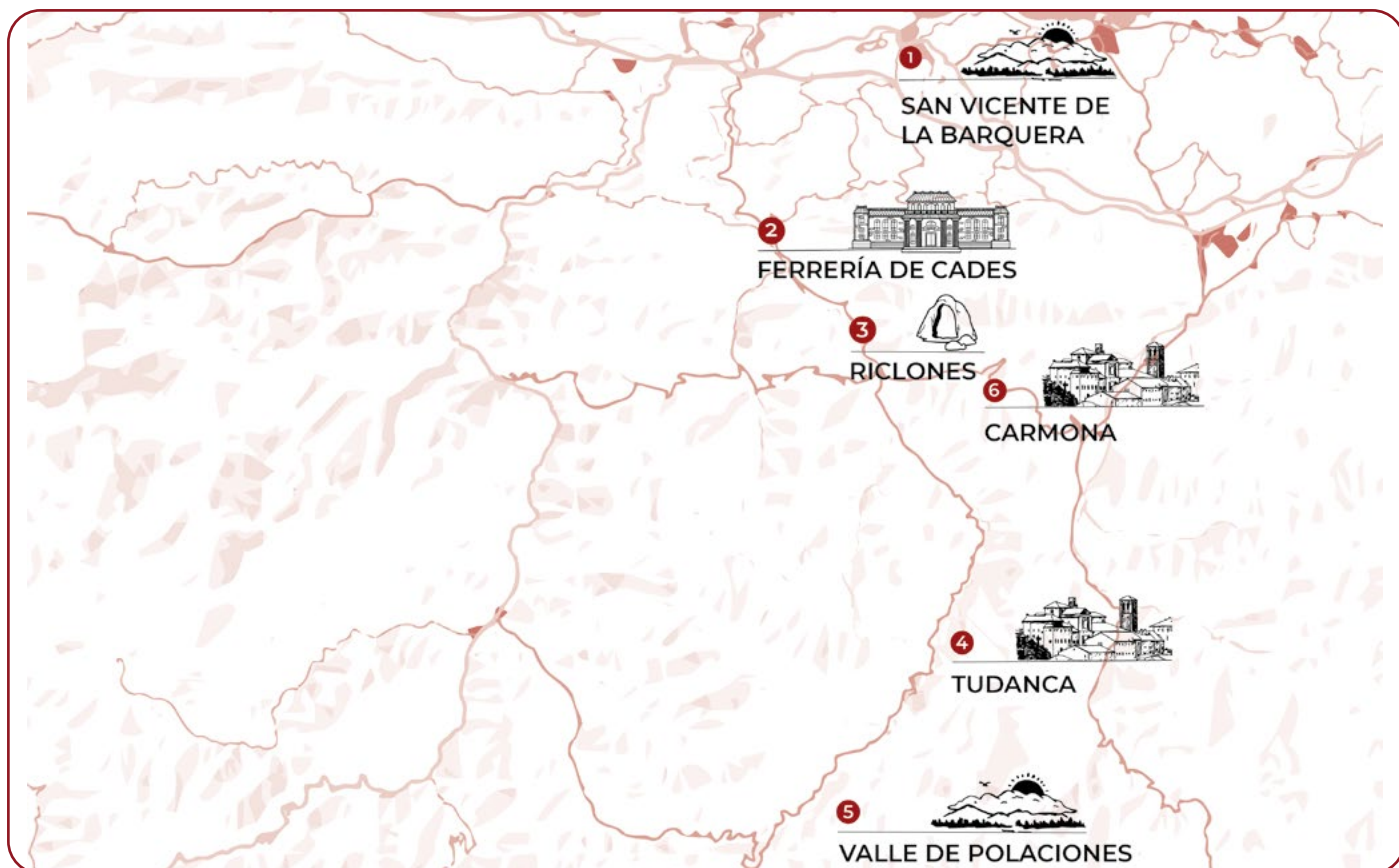 1
SAN VICENTE DE
LA BARQUERA
2
FERRERÍA DE CADES
3
RICLONES
6
CARMONA
4
TUDANCA
5
VALLE DE POLACIONES